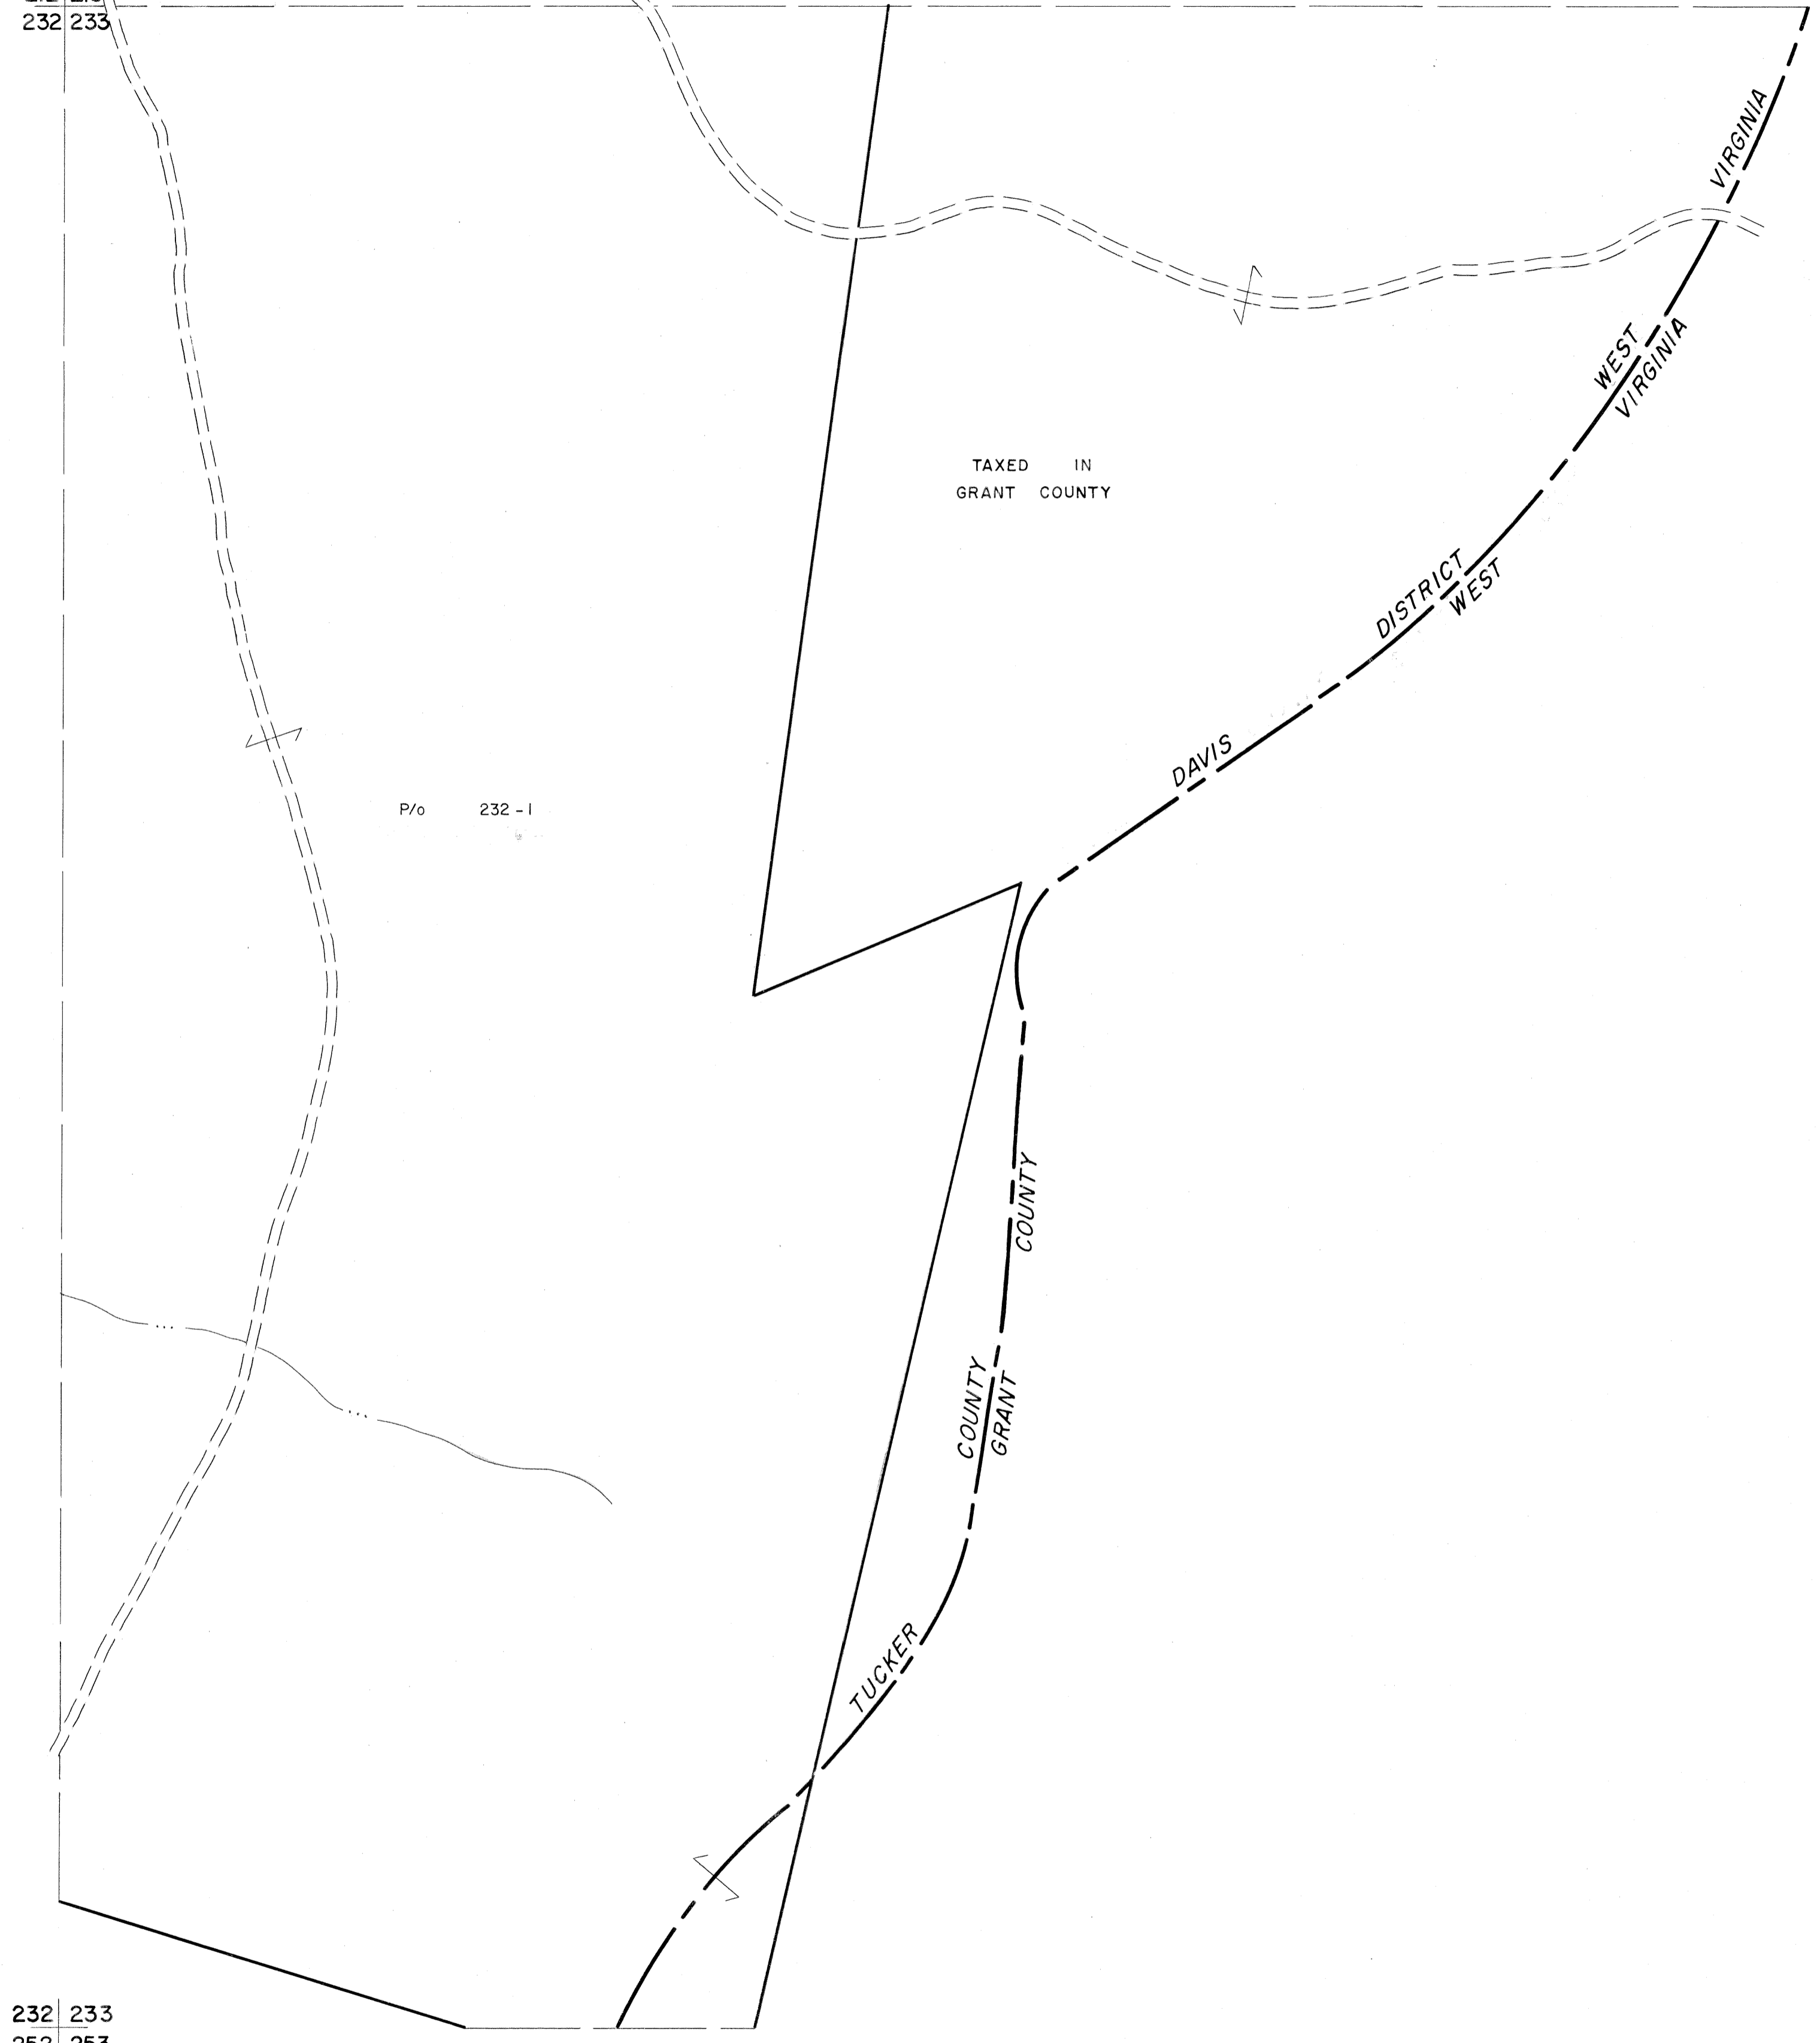 232 233
VIRGINIA
WEST
VIRGINIA
TAXED IN
GRANT COUNTY
DISTRICT
WEST
DAVIS
P/o 232-1
COUNTY
COUNTY
GRANT
TUCKER
232 233
252 253